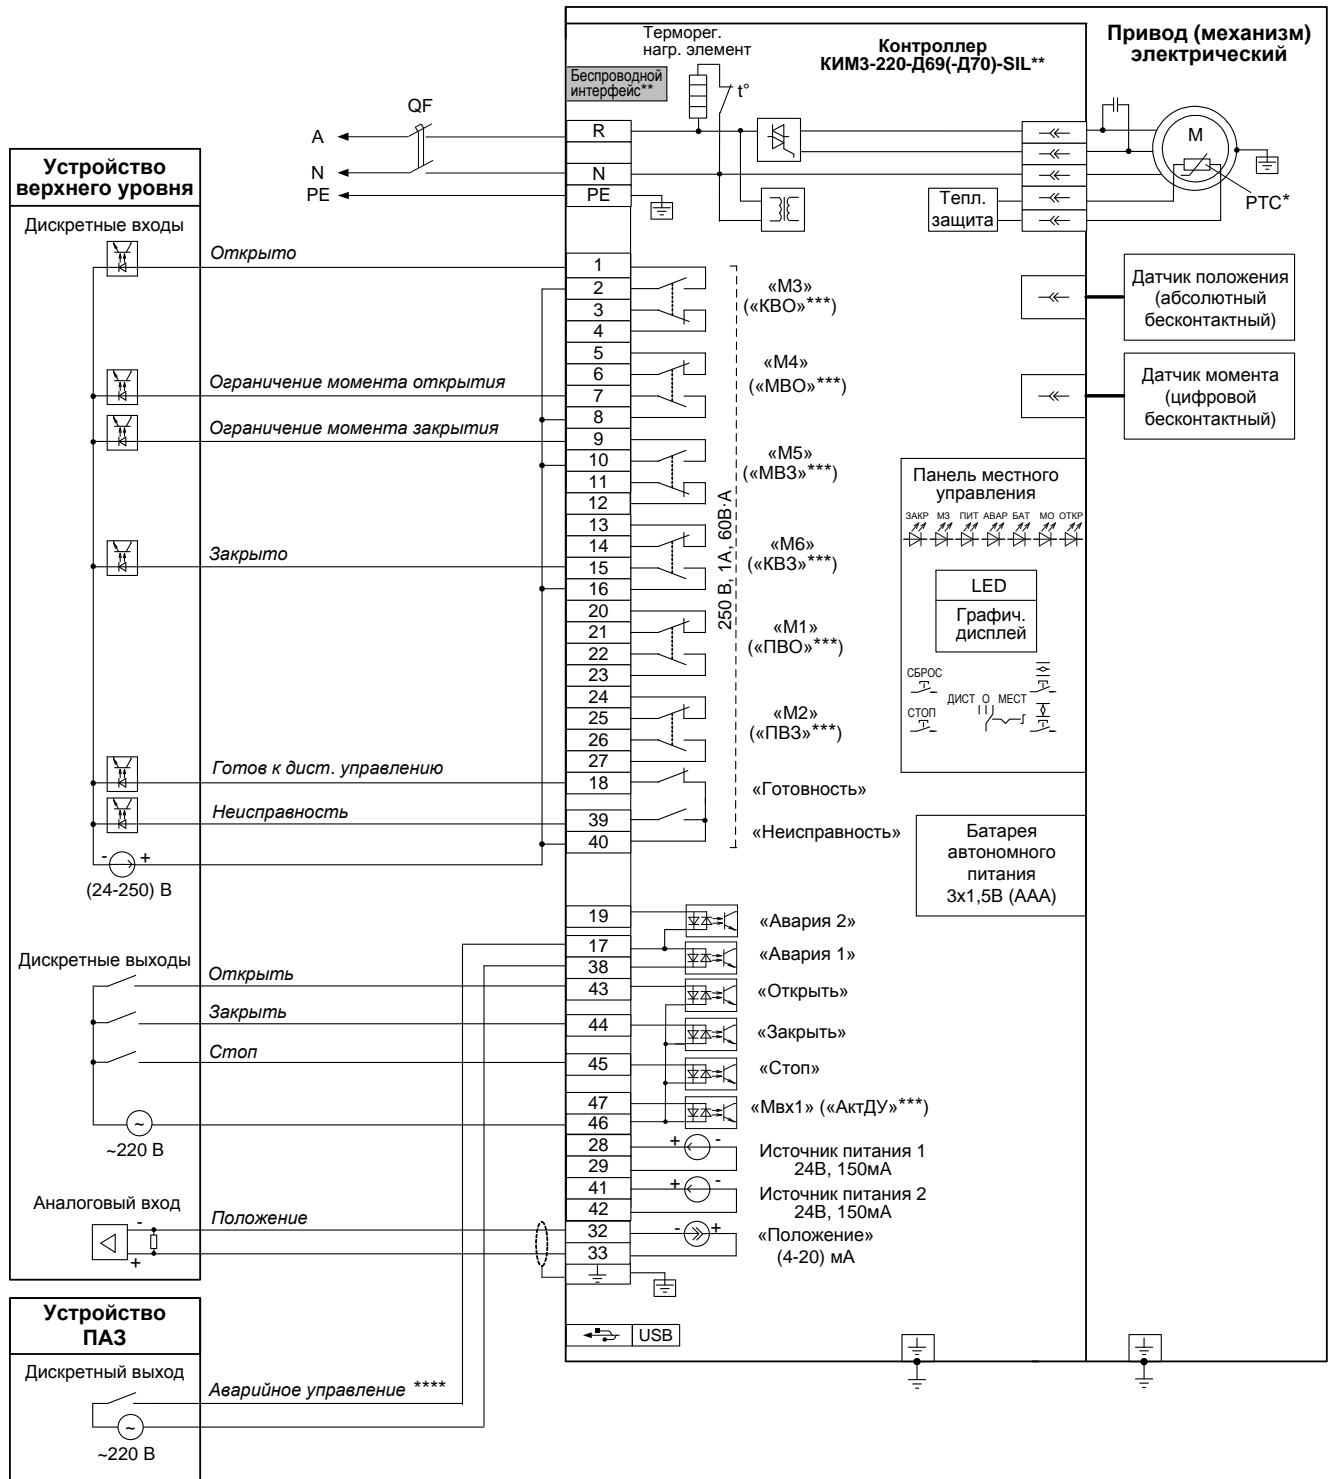 Терморег.
нагр. элемент
Контроллер
КИМ3-220-Д69(-Д70)-SIL**
Привод (механизм)
электрический
Беспроводной
интерфейс**
t°
QF
A
N
PE
R
N
PE
M
PTC*
Тепл.
защита
Устройство
верхнего уровня
Дискретные входы
Открыто
Ограничение момента открытия
Ограничение момента закрытия
Закрыто
Готов к дист. управлению
Неисправность
- +
(24-250) В
1
2
3
4
5
6
7
8
9
10
11
12
13
14
15
16
20
21
22
23
24
25
26
27
18
39
40
«М3»
(«КВО»***)
«М4»
(«МВО»***)
«М5»
(«МВЗ»***)
«М6»
(«КВЗ»***)
«М1»
(«ПВО»***)
«М2»
(«ПВЗ»***)
«Готовность»
«Неисправность»
250 В, 1А, 60В·А
Датчик положения
(абсолютный
бесконтактный)
Датчик момента
(цифровой
бесконтактный)
Панель местного
управления
ЗАКР МЗ ПИТ АВАР БАТ МО ОТКР
LED
Графич.
дисплей
СБРОС
СТОП
ДИСТ О МЕСТ
Батарея
автономного
питания
3х1,5В (ААА)
Дискретные выходы
Открыть
Закрыть
Стоп
~
~220 В
Аналоговый вход
Положение
-
+
19
17
38
43
44
45
47
46
28
29
41
42
32
33
«Авария 2»
«Авария 1»
«Открыть»
«Закрыть»
«Стоп»
«Мвх1» («АктДУ»***)
+ -
Источник питания 1
24В, 150мА
+ -
Источник питания 2
24В, 150мА
- +
«Положение»
(4-20) мА
USB
Устройство
ПАЗ
Дискретный выход
Аварийное управление ****
~
~220 В